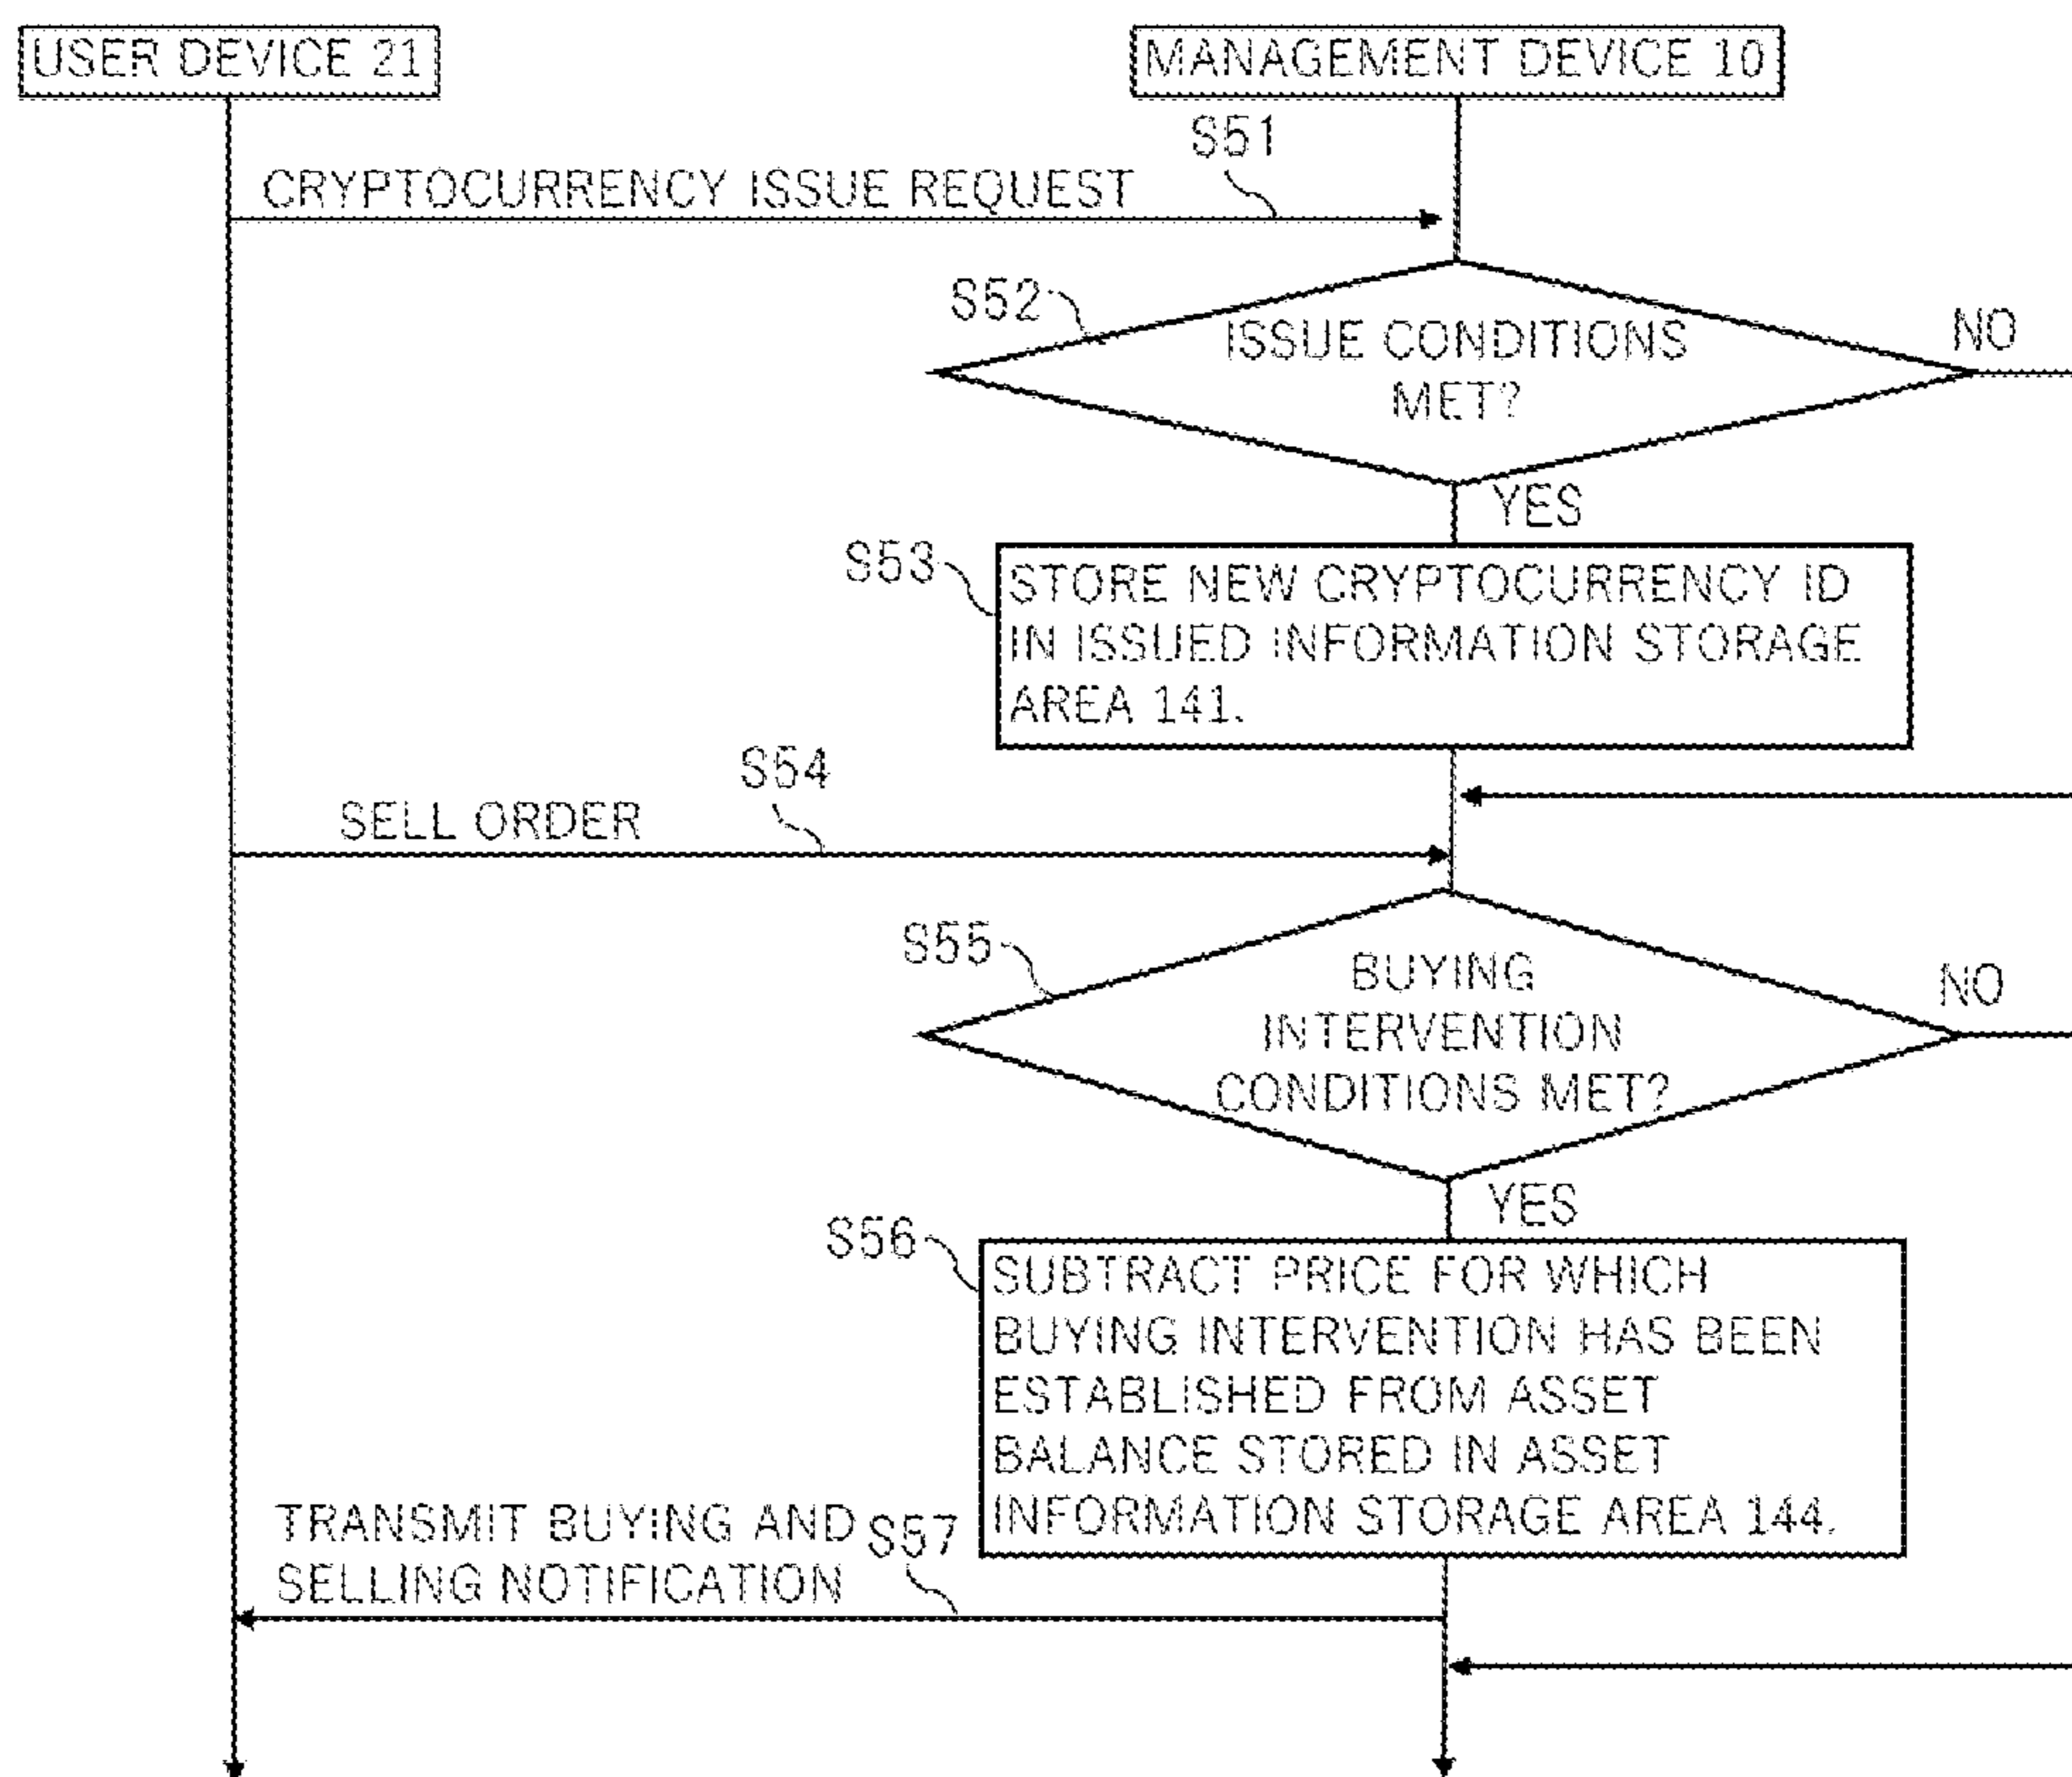 USER DEVICE 21
MANAGEMENT DEVICE 10
S51
CRYPTOCURRENCY ISSUE REQUEST
S52
ISSUE CONDITIONS
MET?
NO
YES
S53
STORE NEW CRYPTOCURRENCY ID
IN ISSUED INFORMATION STORAGE
AREA 141.
S54
SELL ORDER
S55
BUYING
INTERVENTION
CONDITIONS MET?
NO
YES
S56
SUBTRACT PRICE FOR WHICH
BUYING INTERVENTION HAS BEEN
ESTABLISHED FROM ASSET
BALANCE STORED IN ASSET
INFORMATION STORAGE AREA 144.
TRANSMIT BUYING AND
SELLING NOTIFICATION
S57